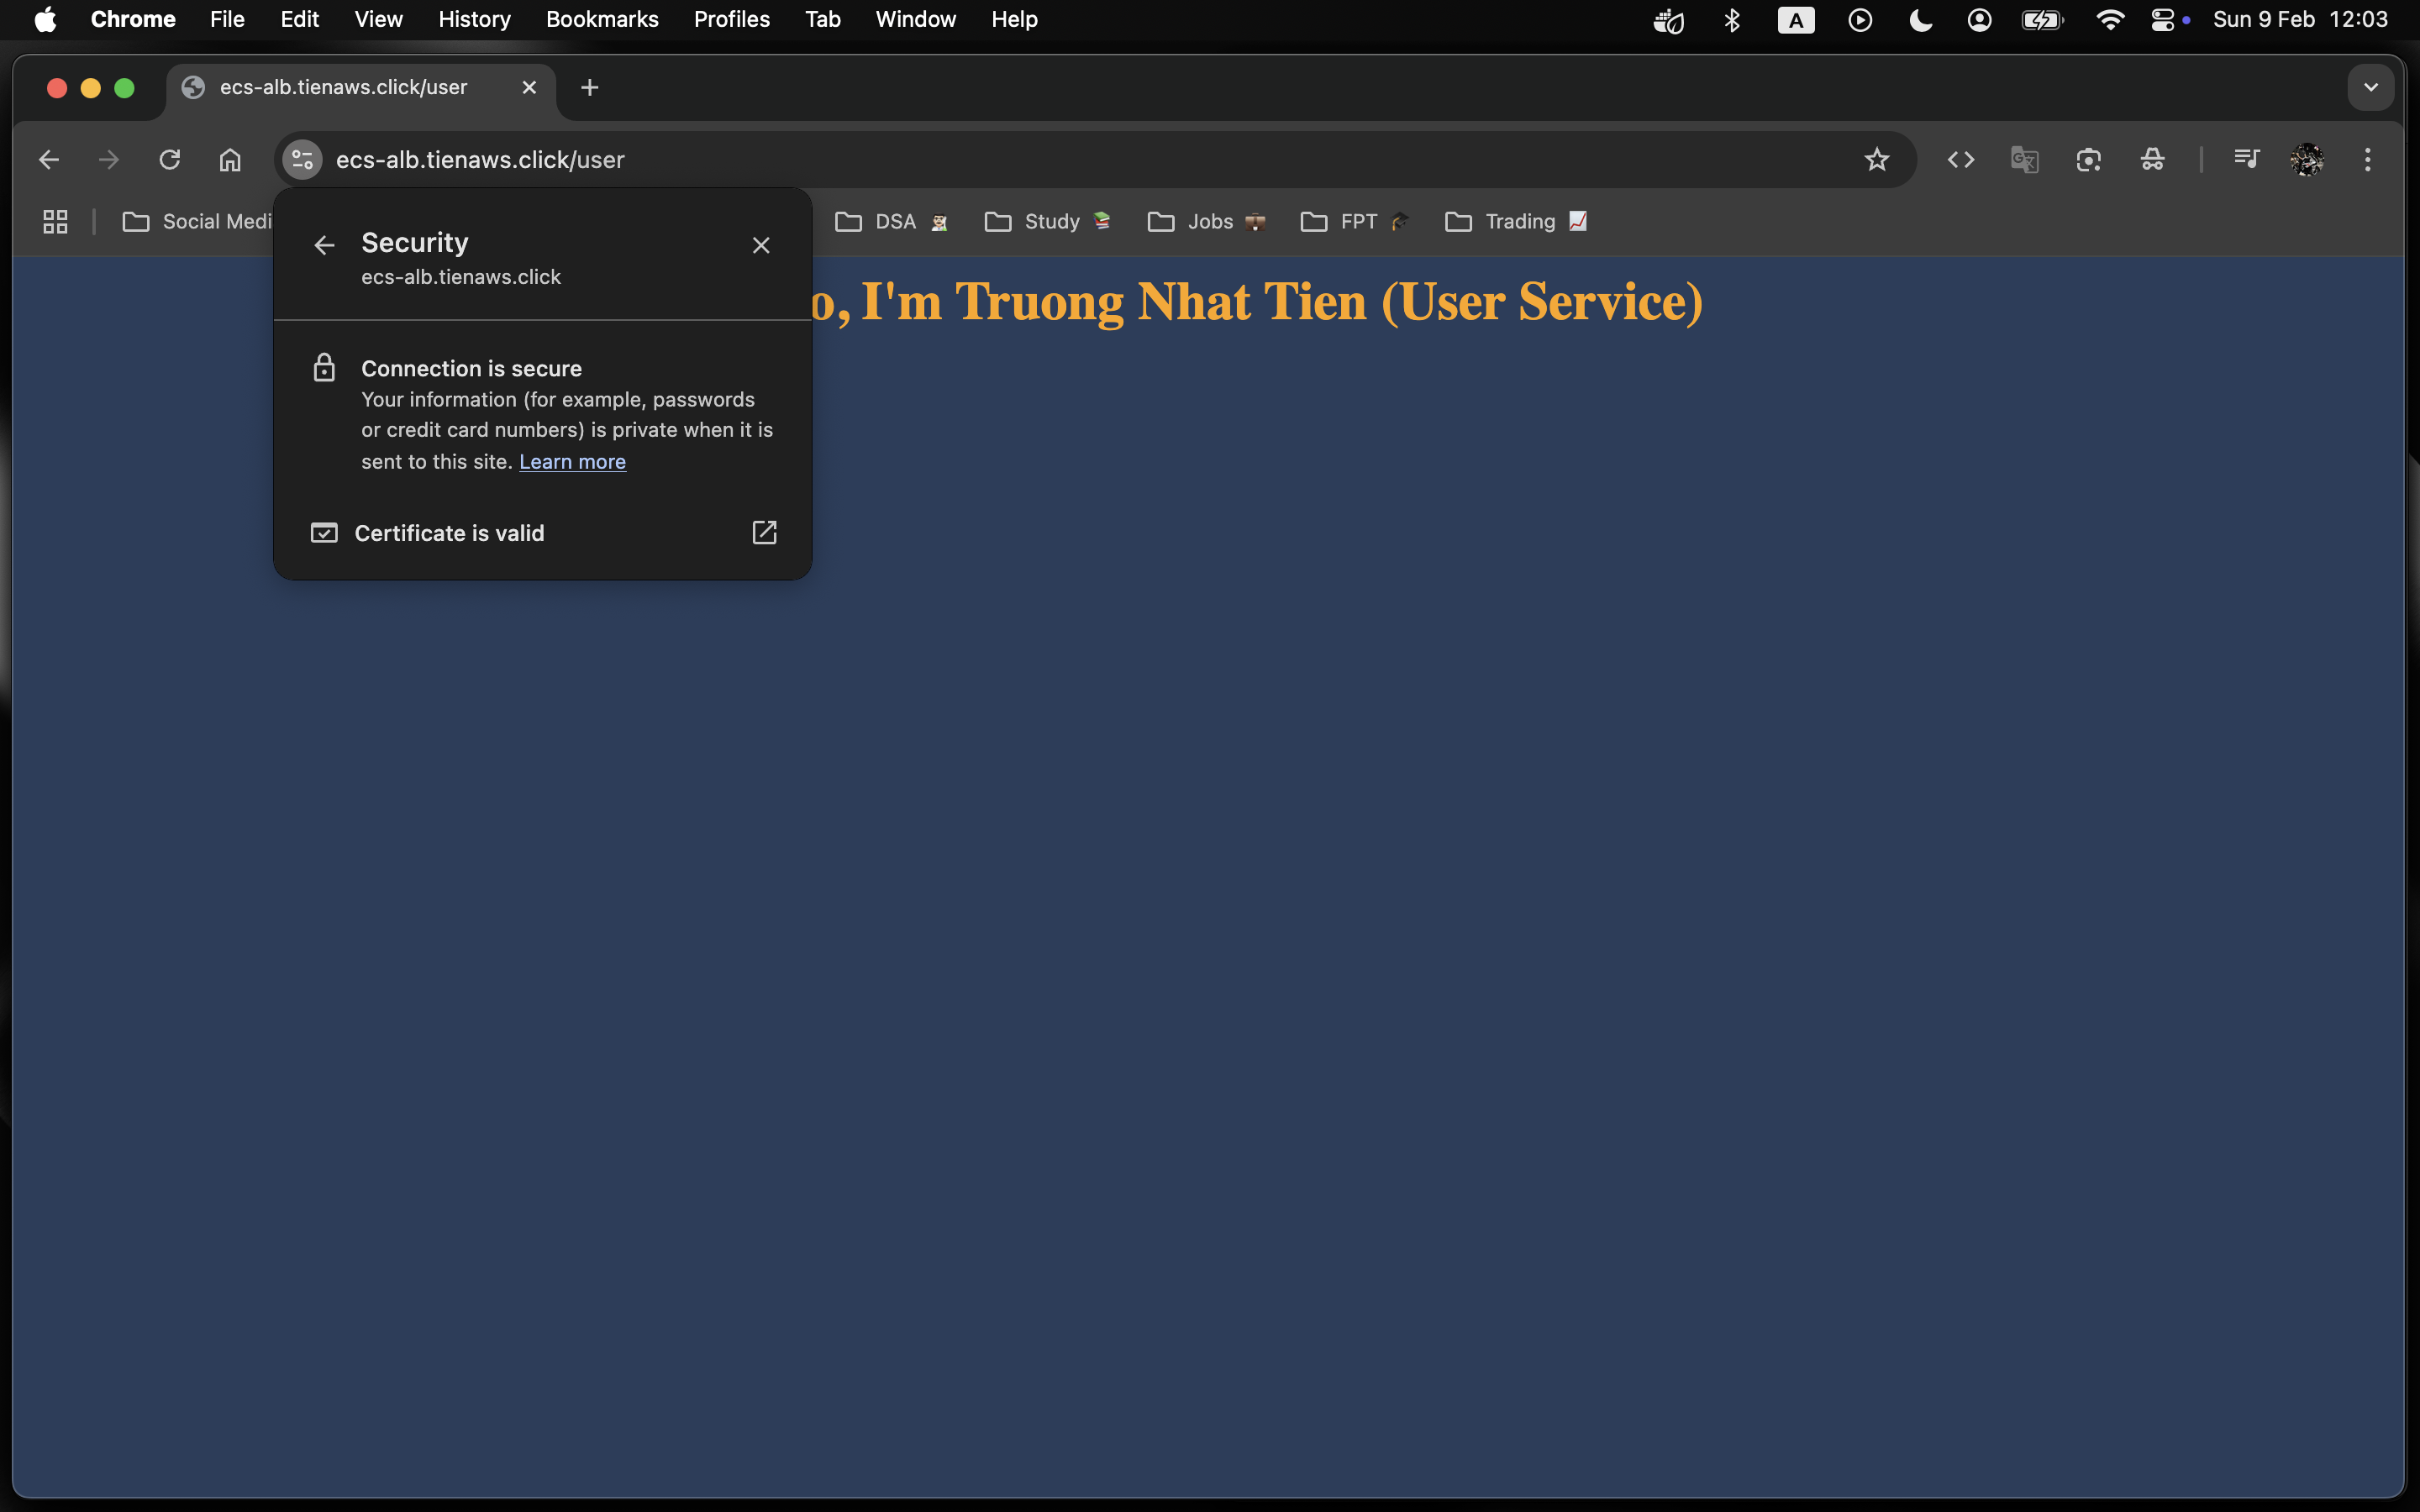 Chrome File Edit View History Bookmarks Profiles Tab Window Help A Sun 9 Feb 12:03
ecs-alb.tienaws.click/user
ecs-alb.tienaws.click/user
Social Medi DSA Study Jobs FPT Trading
Security
ecs-alb.tienaws.click
o, I'm Truong Nhat Tien (User Service)
Connection is secure
Your information (for example, passwords
or credit card numbers) is private when it is
sent to this site. Learn more
Certificate is valid